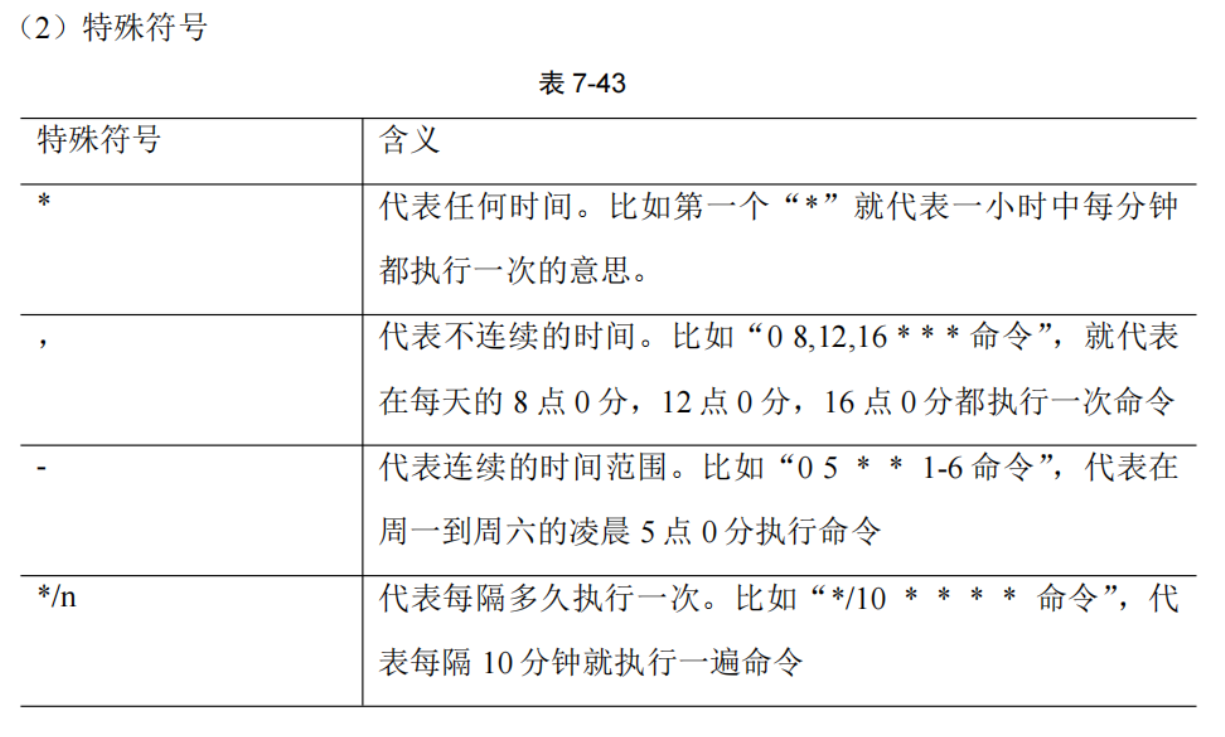 （2）特殊符号
表 7-43
特殊符号 含义
* 代表任何时间。比如第一个“*”就代表一小时中每分钟
都执行一次的意思。
， 代表不连续的时间。比如“0 8,12,16 * * * 命令”，就代表
在每天的 8 点 0 分，12 点 0 分，16 点 0 分都执行一次命令
- 代表连续的时间范围。比如“0 5 * * 1-6 命令”，代表在
周一到周六的凌晨 5 点 0 分执行命令
*/n 代表每隔多久执行一次。比如“*/10 * * * * 命令”，代
表每隔 10 分钟就执行一遍命令